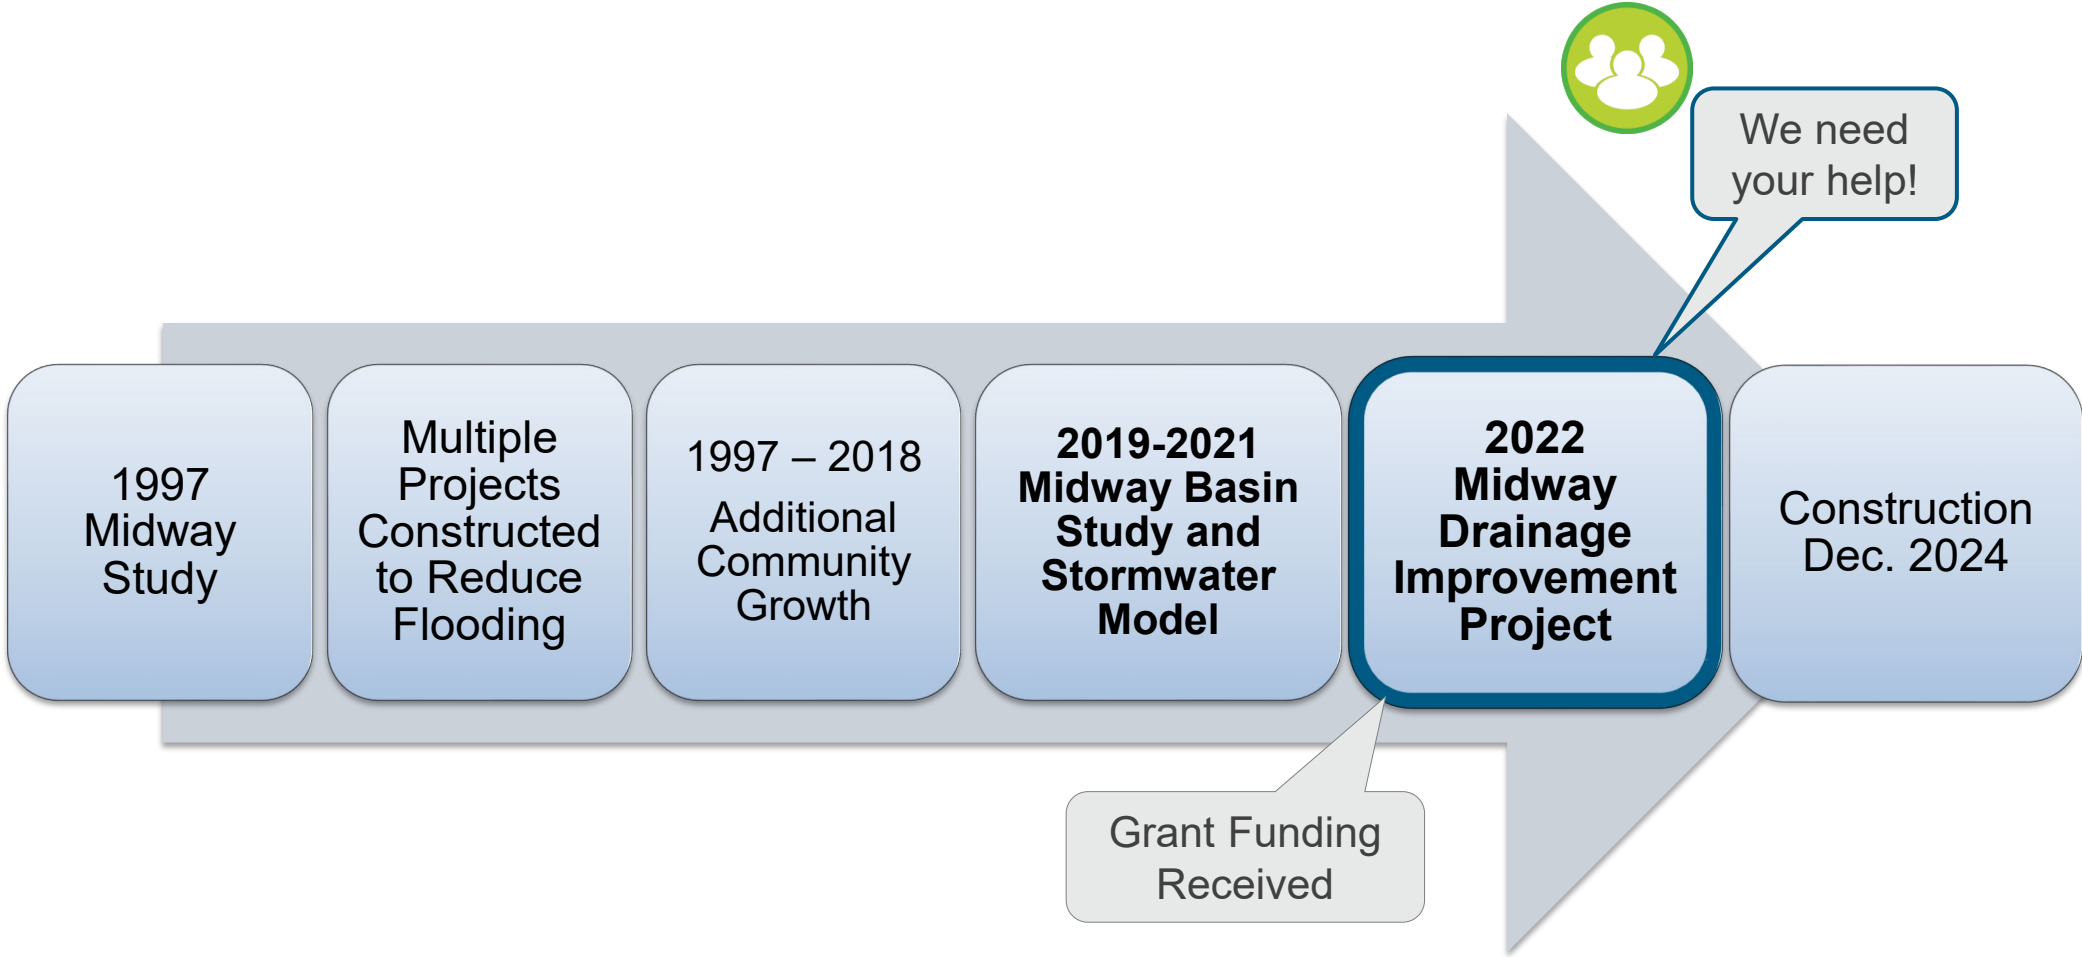 We need
your help!
1997
Midway
Study
Multiple
Projects
Constructed
to Reduce
Flooding
1997 – 2018
Additional
Community
Growth
2019-2021
Midway Basin
Study and
Stormwater
Model
2022
Midway
Drainage
Improvement
Project
Construction
Dec. 2024
Grant Funding
Received